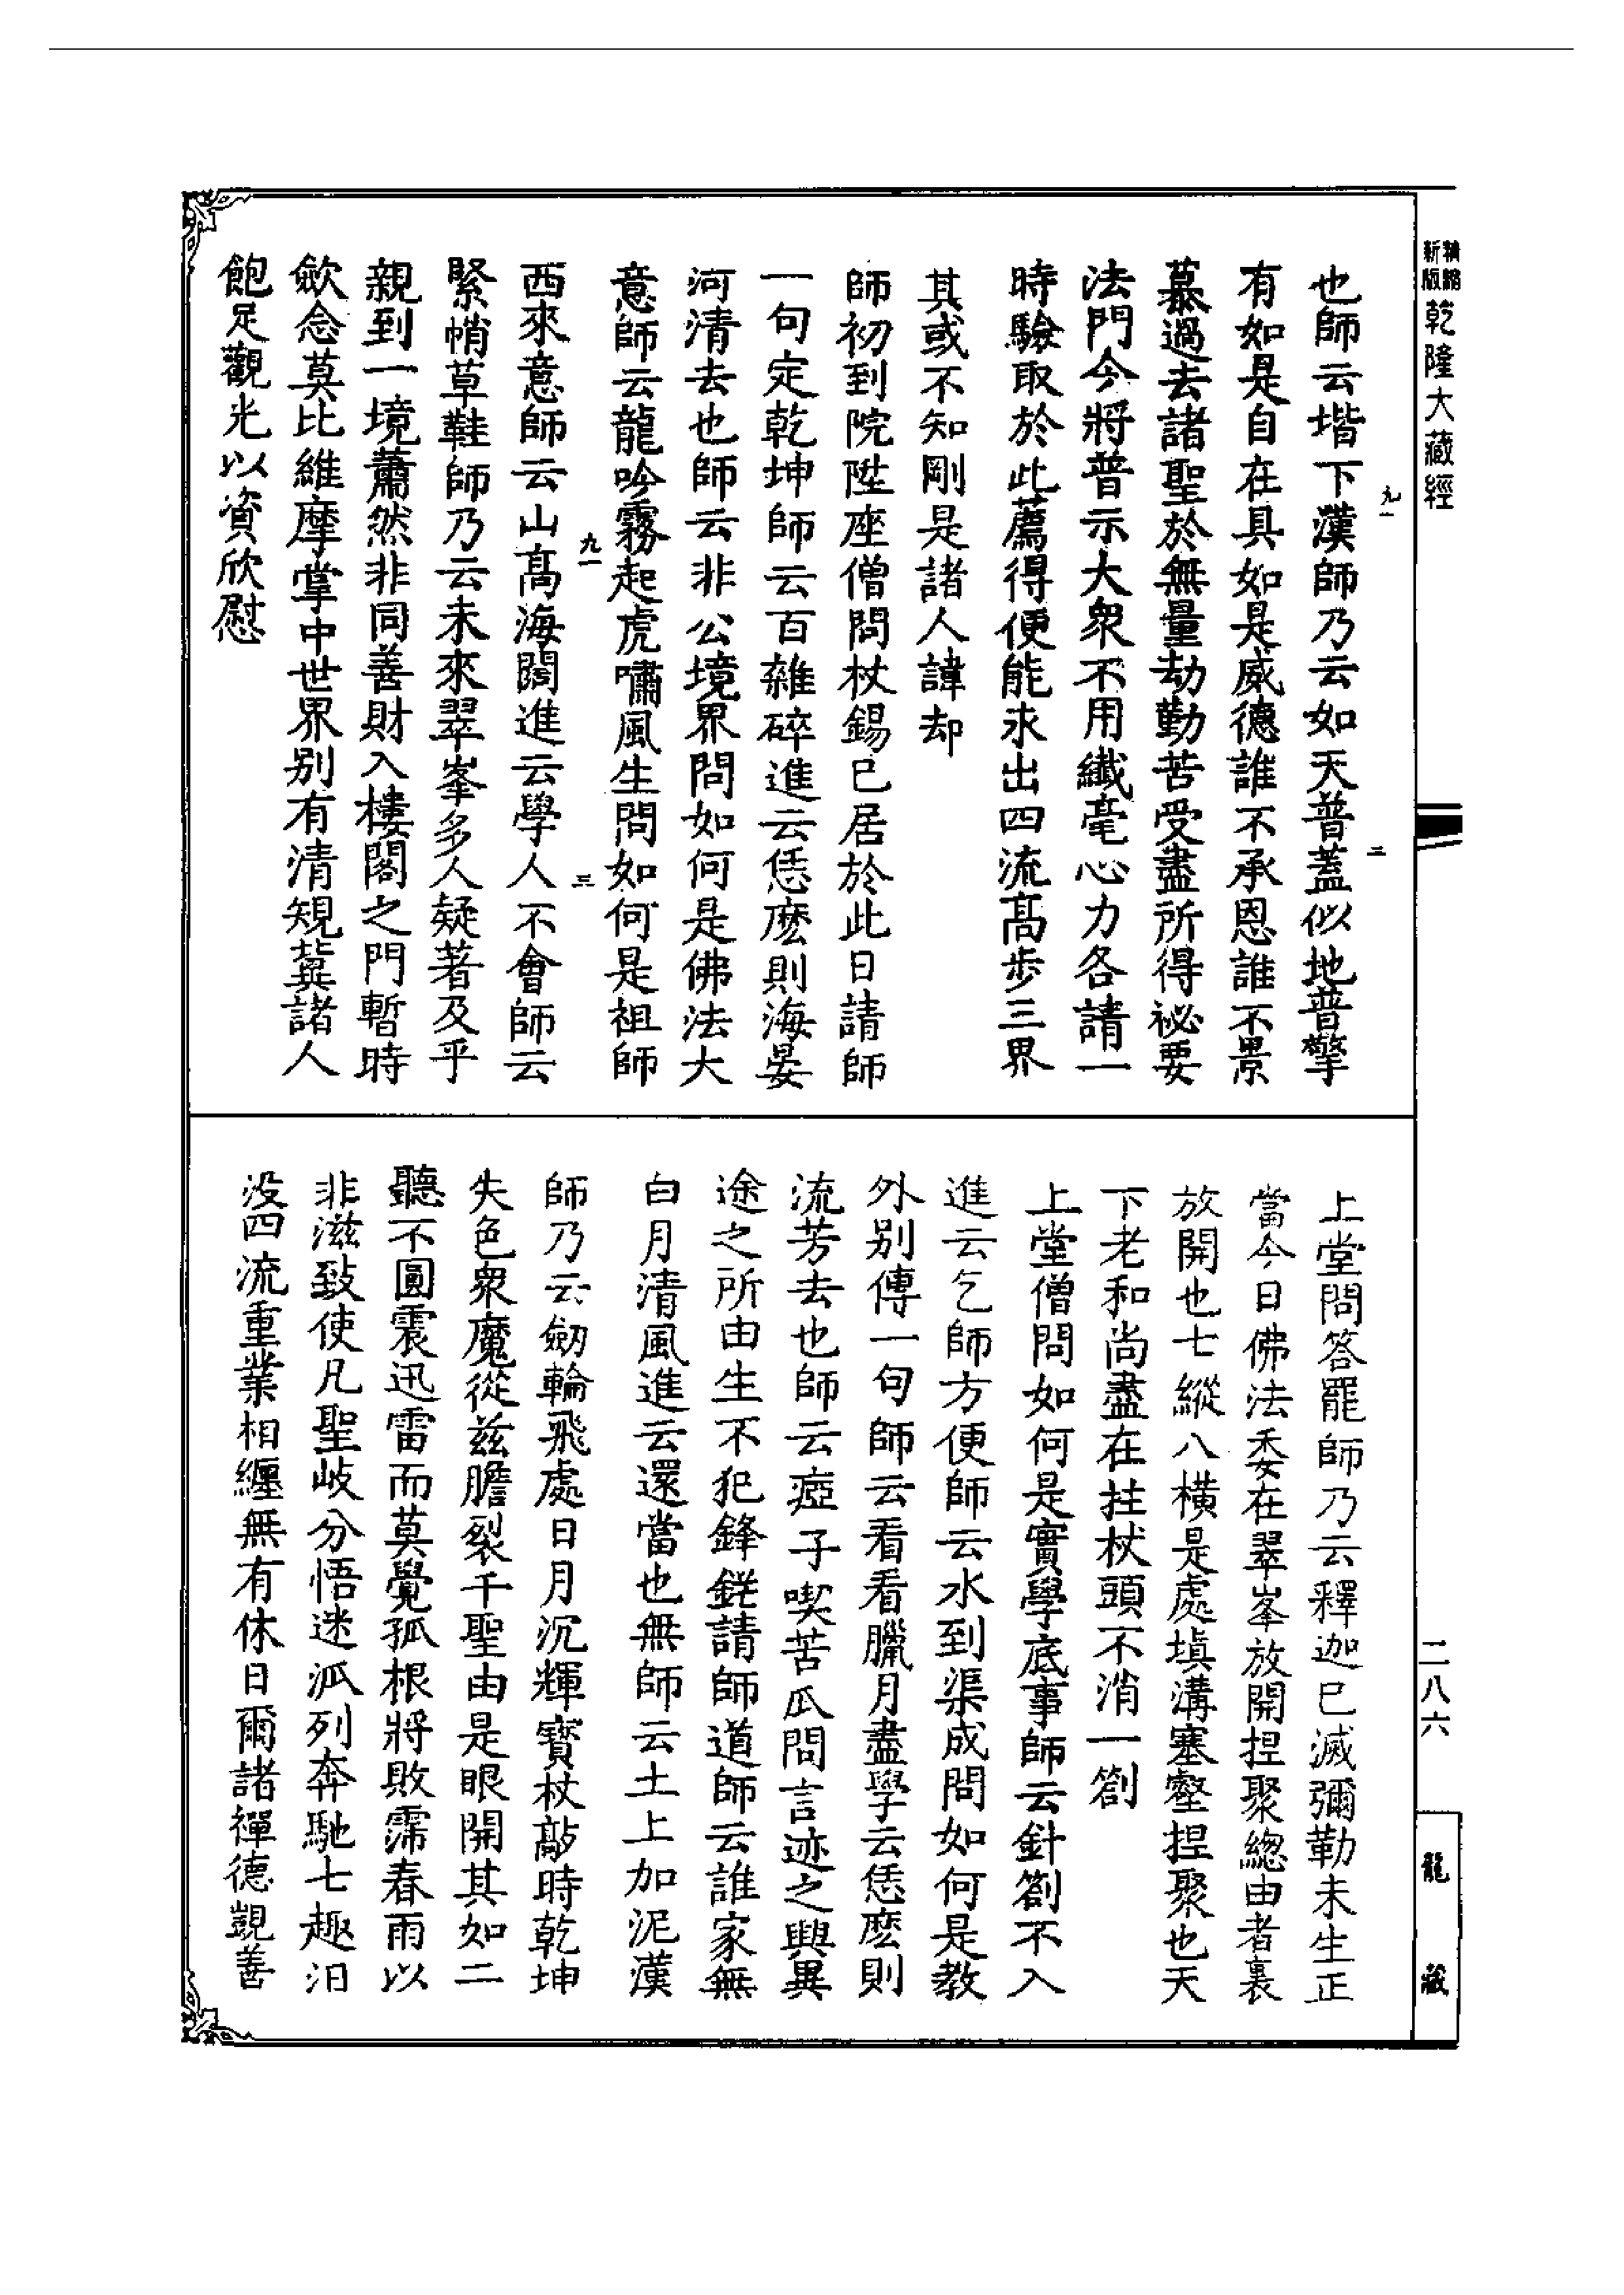 新版
精縮
乾隆大藏經
九一
二
也師云堦下漢師乃云如天普蓋似地普擎
有如是自在具如是威德誰不承恩誰不景
慕過去諸聖於無量劫勤苦受盡所得祕要
法門今將普示大衆不用纖毫心力各請一
時驗取於此薦得便能永出四流高步三界
其或不知剛是諸人諱却
師初到院陞座僧問杖錫已居於此日請師
一句定乾坤師云百雜碎進云恁麽則海晏
河清去也師云非公境界問如何是佛法大
意師云龍吟霧起虎嘯風生問如何是祖師
九一
三
西來意師云山高海闊進云學人不會師云
緊帩草鞋師乃云未來翠峯多人疑著及乎
親到一境蕭然非同善財入樓閣之門暫時
歛念莫比維摩掌中世界别有清規冀諸人
飽足觀光以資欣慰
上堂問答罷師乃云釋迦已滅彌勒未生正
當今日佛法委在翠峯放開捏聚總由者裏
放開也七縱八橫是處塡溝塞壑捏聚也天
下老和尚盡在拄杖頭不消一劄
上堂僧問如何是實學底事師云針劄不入
進云乞師方便師云水到渠成問如何是教
外别傳一句師云看看臘月盡學云恁麽則
流芳去也師云瘂子喫苦瓜問言迹之興異
途之所由生不犯鋒鋩請師道師云誰家無
白月清風進云還當也無師云土上加泥漢
師乃云劒輪飛處日月沉輝寳杖敲時乾坤
失色衆魔從兹膽裂千聖由是眼開其如二
聽不圓震迅雷而莫覺孤根將敗霈春雨以
非滋致使凡聖岐分悟迷派列奔馳七趣汩
没四流重業相纏無有休日爾諸禪德覬善
二八六
龍藏